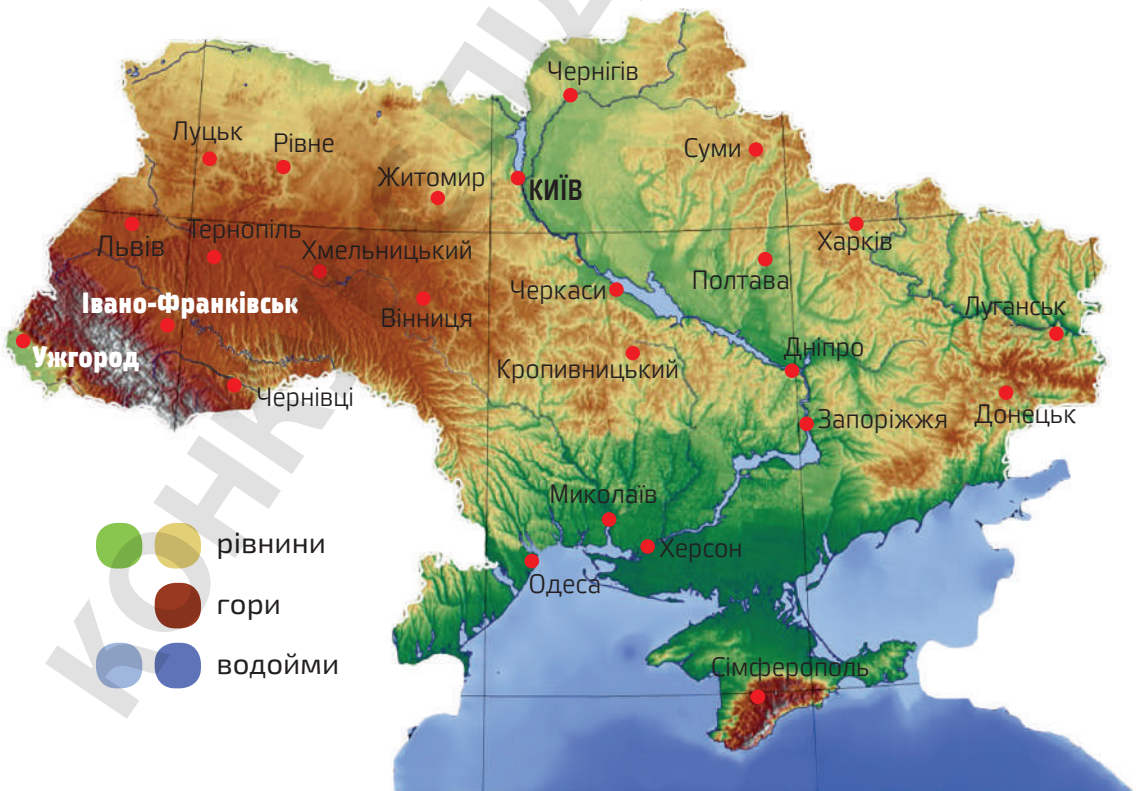 Чернігів
Луцьк
Рівне
Суми
Житомир
КИЇВ
Львів
Тернопіль
Хмельницький
Харків
Полтава
Івано-Франківськ
Вінниця
Черкаси
Луганськ
Ужгород
Чернівці
Кропивницький
Дніпро
Запоріжжя
Донецьк
Миколаїв
Херсон
Одеса
Сімферополь
рівнини
гори
водойми